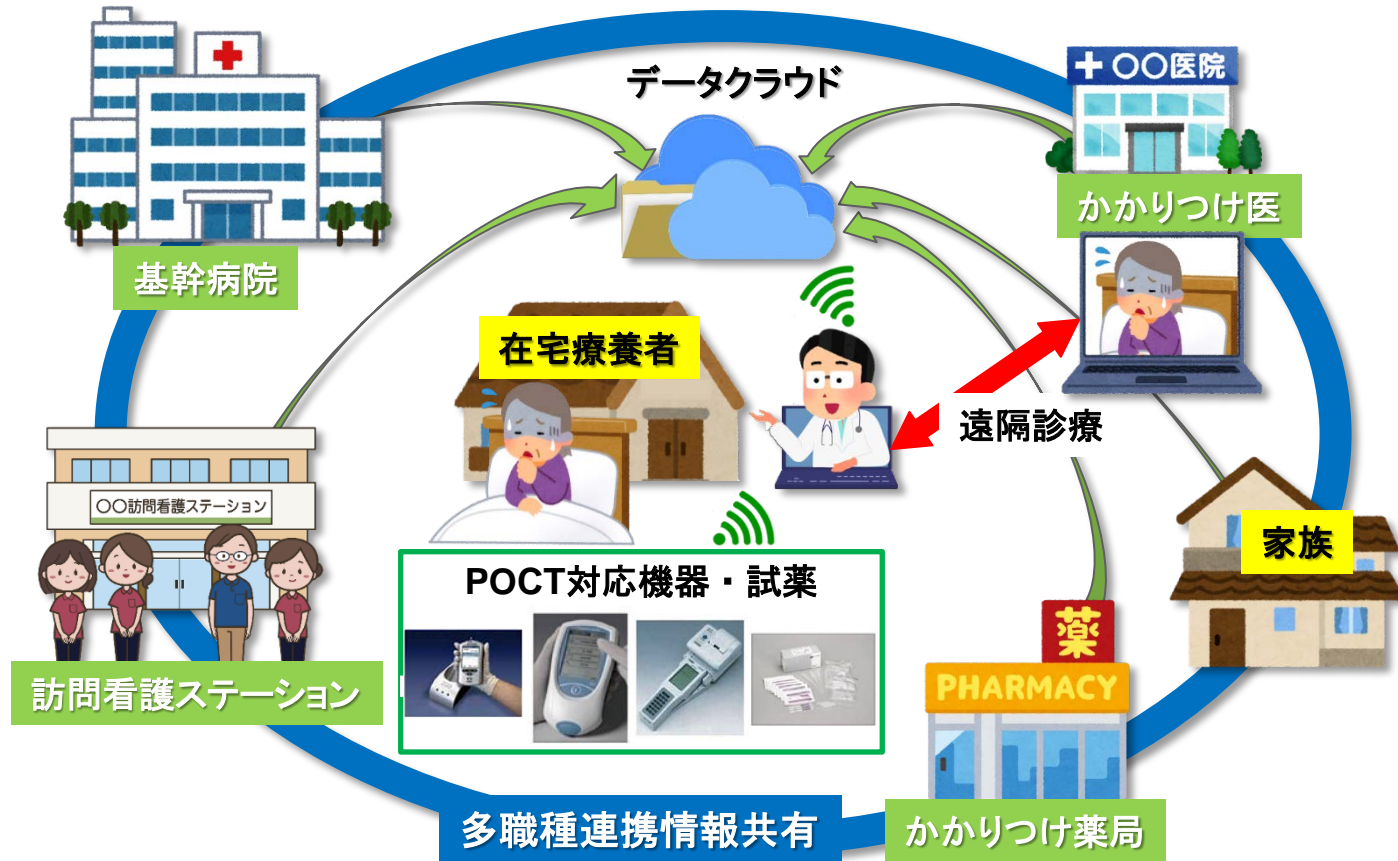 データクラウド
〇〇医院
かかりつけ医
基幹病院
在宅療養者
遠隔診療
〇〇訪問看護ステーション
家族
POCT対応機器・試薬
薬
PHARMACY
訪問看護ステーション
多職種連携情報共有
かかりつけ薬局